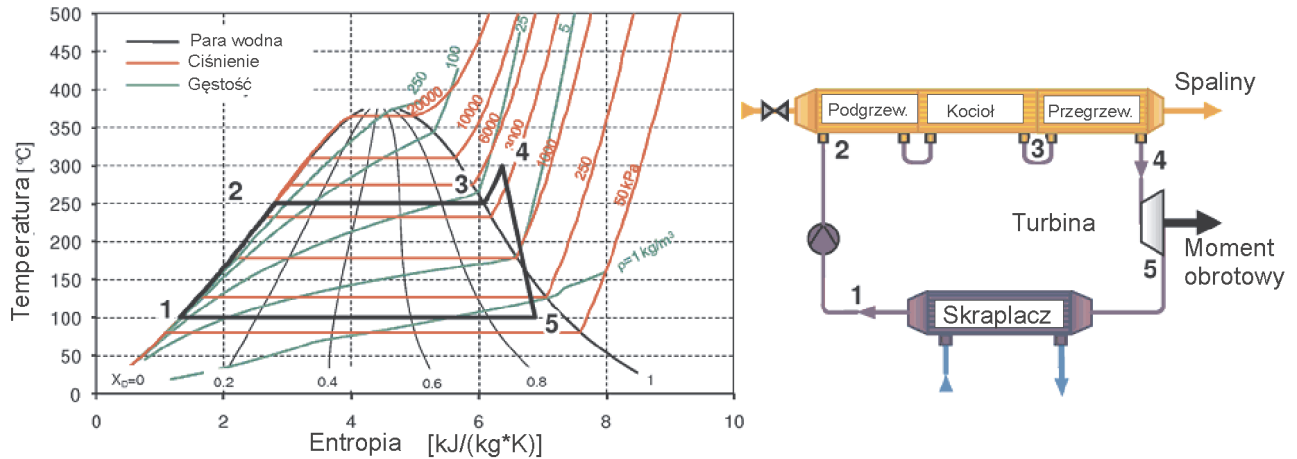 500
450
400
350
300
250
200
150
100
50
0
Temperatura [°C]
Para wodna
Ciśnienie
Gęstość
250
100
25
5
20000
10000
6000
3000
1000
250
50 kPa
ρ=1 kg/m³
1
2
3
4
5
X_D=0
0.2
0.4
0.6
0.8
1
0
2
4
6
8
10
Entropia [kJ/(kg*K)]
Spaliny
Podgrzew.
Kocioł
Przegrzew.
2
3
4
Turbina
Moment
obrotowy
5
1
Skraplacz